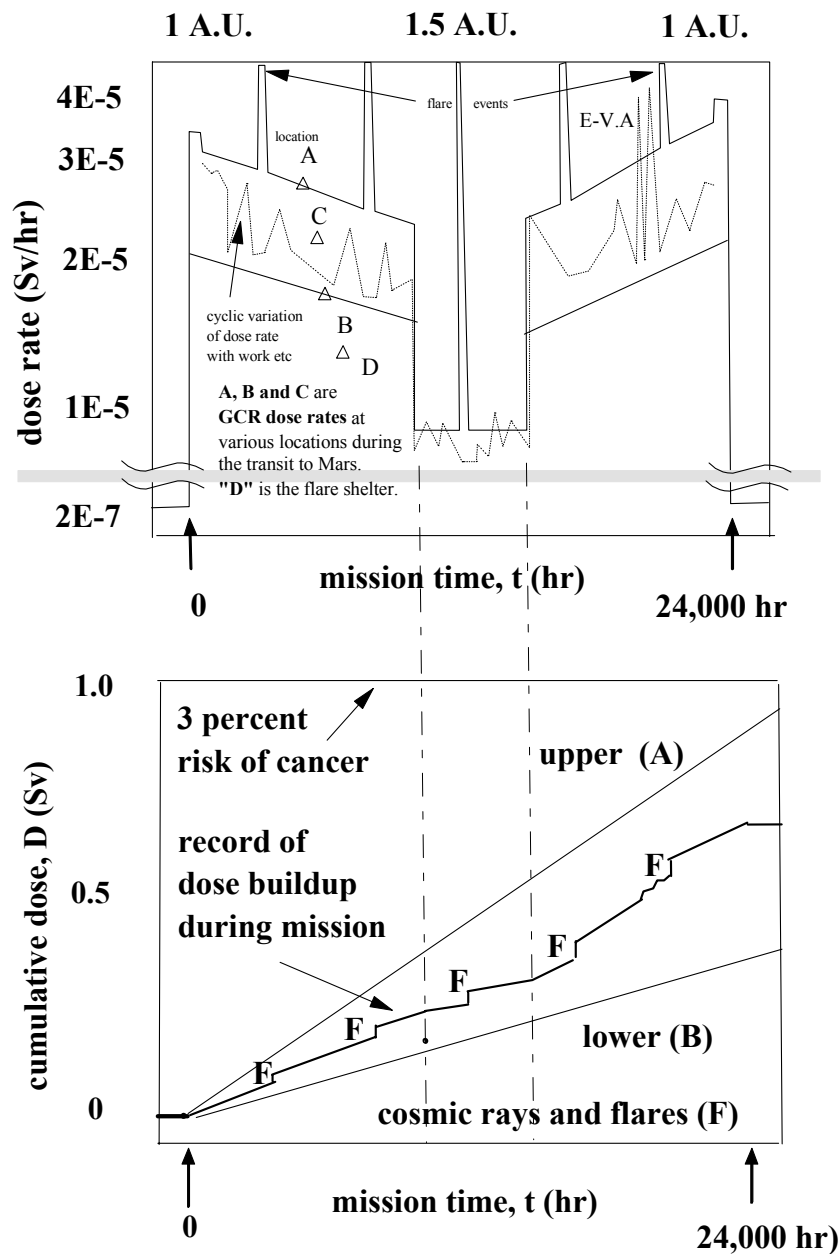 1 A.U. 1.5 A.U. 1 A.U.
4E-5
flare events
E-V.A
location
3E-5
A
C
2E-5
cyclic variation
of dose rate
with work etc
B
D
dose rate (Sv/hr)
1E-5
A, B and C are
GCR dose rates at
various locations during
the transit to Mars.
"D" is the flare shelter.
2E-7
mission time, t (hr)
0
24,000 hr
1.0
3 percent
risk of cancer
upper (A)
record of
dose buildup
during mission
cumulative dose, D (Sv)
0.5
F
F
F
F
F
lower (B)
0
cosmic rays and flares (F)
mission time, t (hr)
0
24,000 hr)